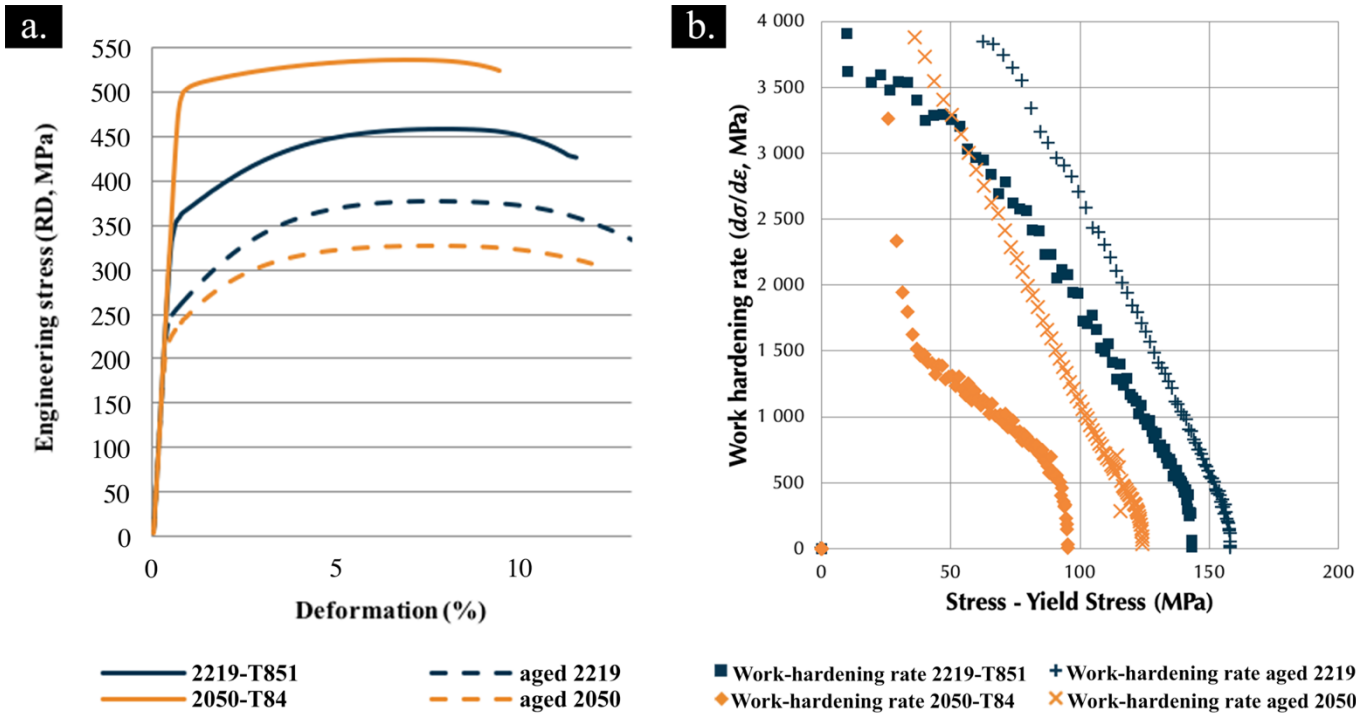 a.
Engineering stress (RD, MPa)
550
500
450
400
350
300
250
200
150
100
50
0
0 5 10
Deformation (%)
2219-T851 aged 2219
2050-T84 aged 2050
b.
Work hardening rate (dσ/dε, MPa)
4 000
3 500
3 000
2 500
2 000
1 500
1 000
500
0
0 50 100 150 200
Stress - Yield Stress (MPa)
Work-hardening rate 2219-T851 Work-hardening rate aged 2219
Work-hardening rate 2050-T84 Work-hardening rate aged 2050